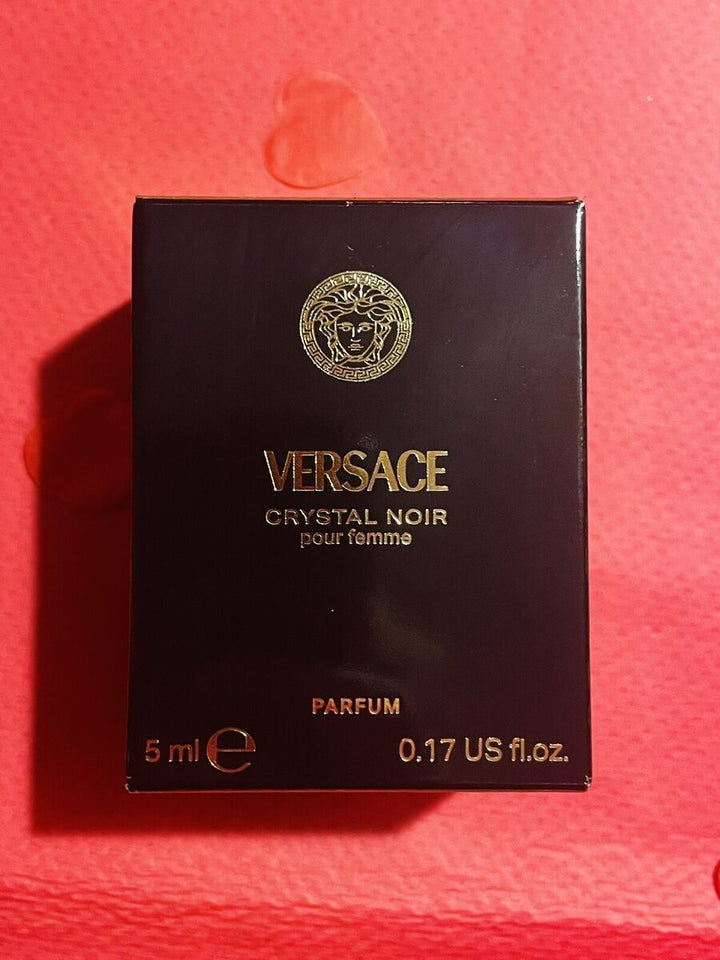 VERSACE
CRYSTAL NOIR
pour femme
PARFUM
5 ml ℮ 0.17 US fl.oz.